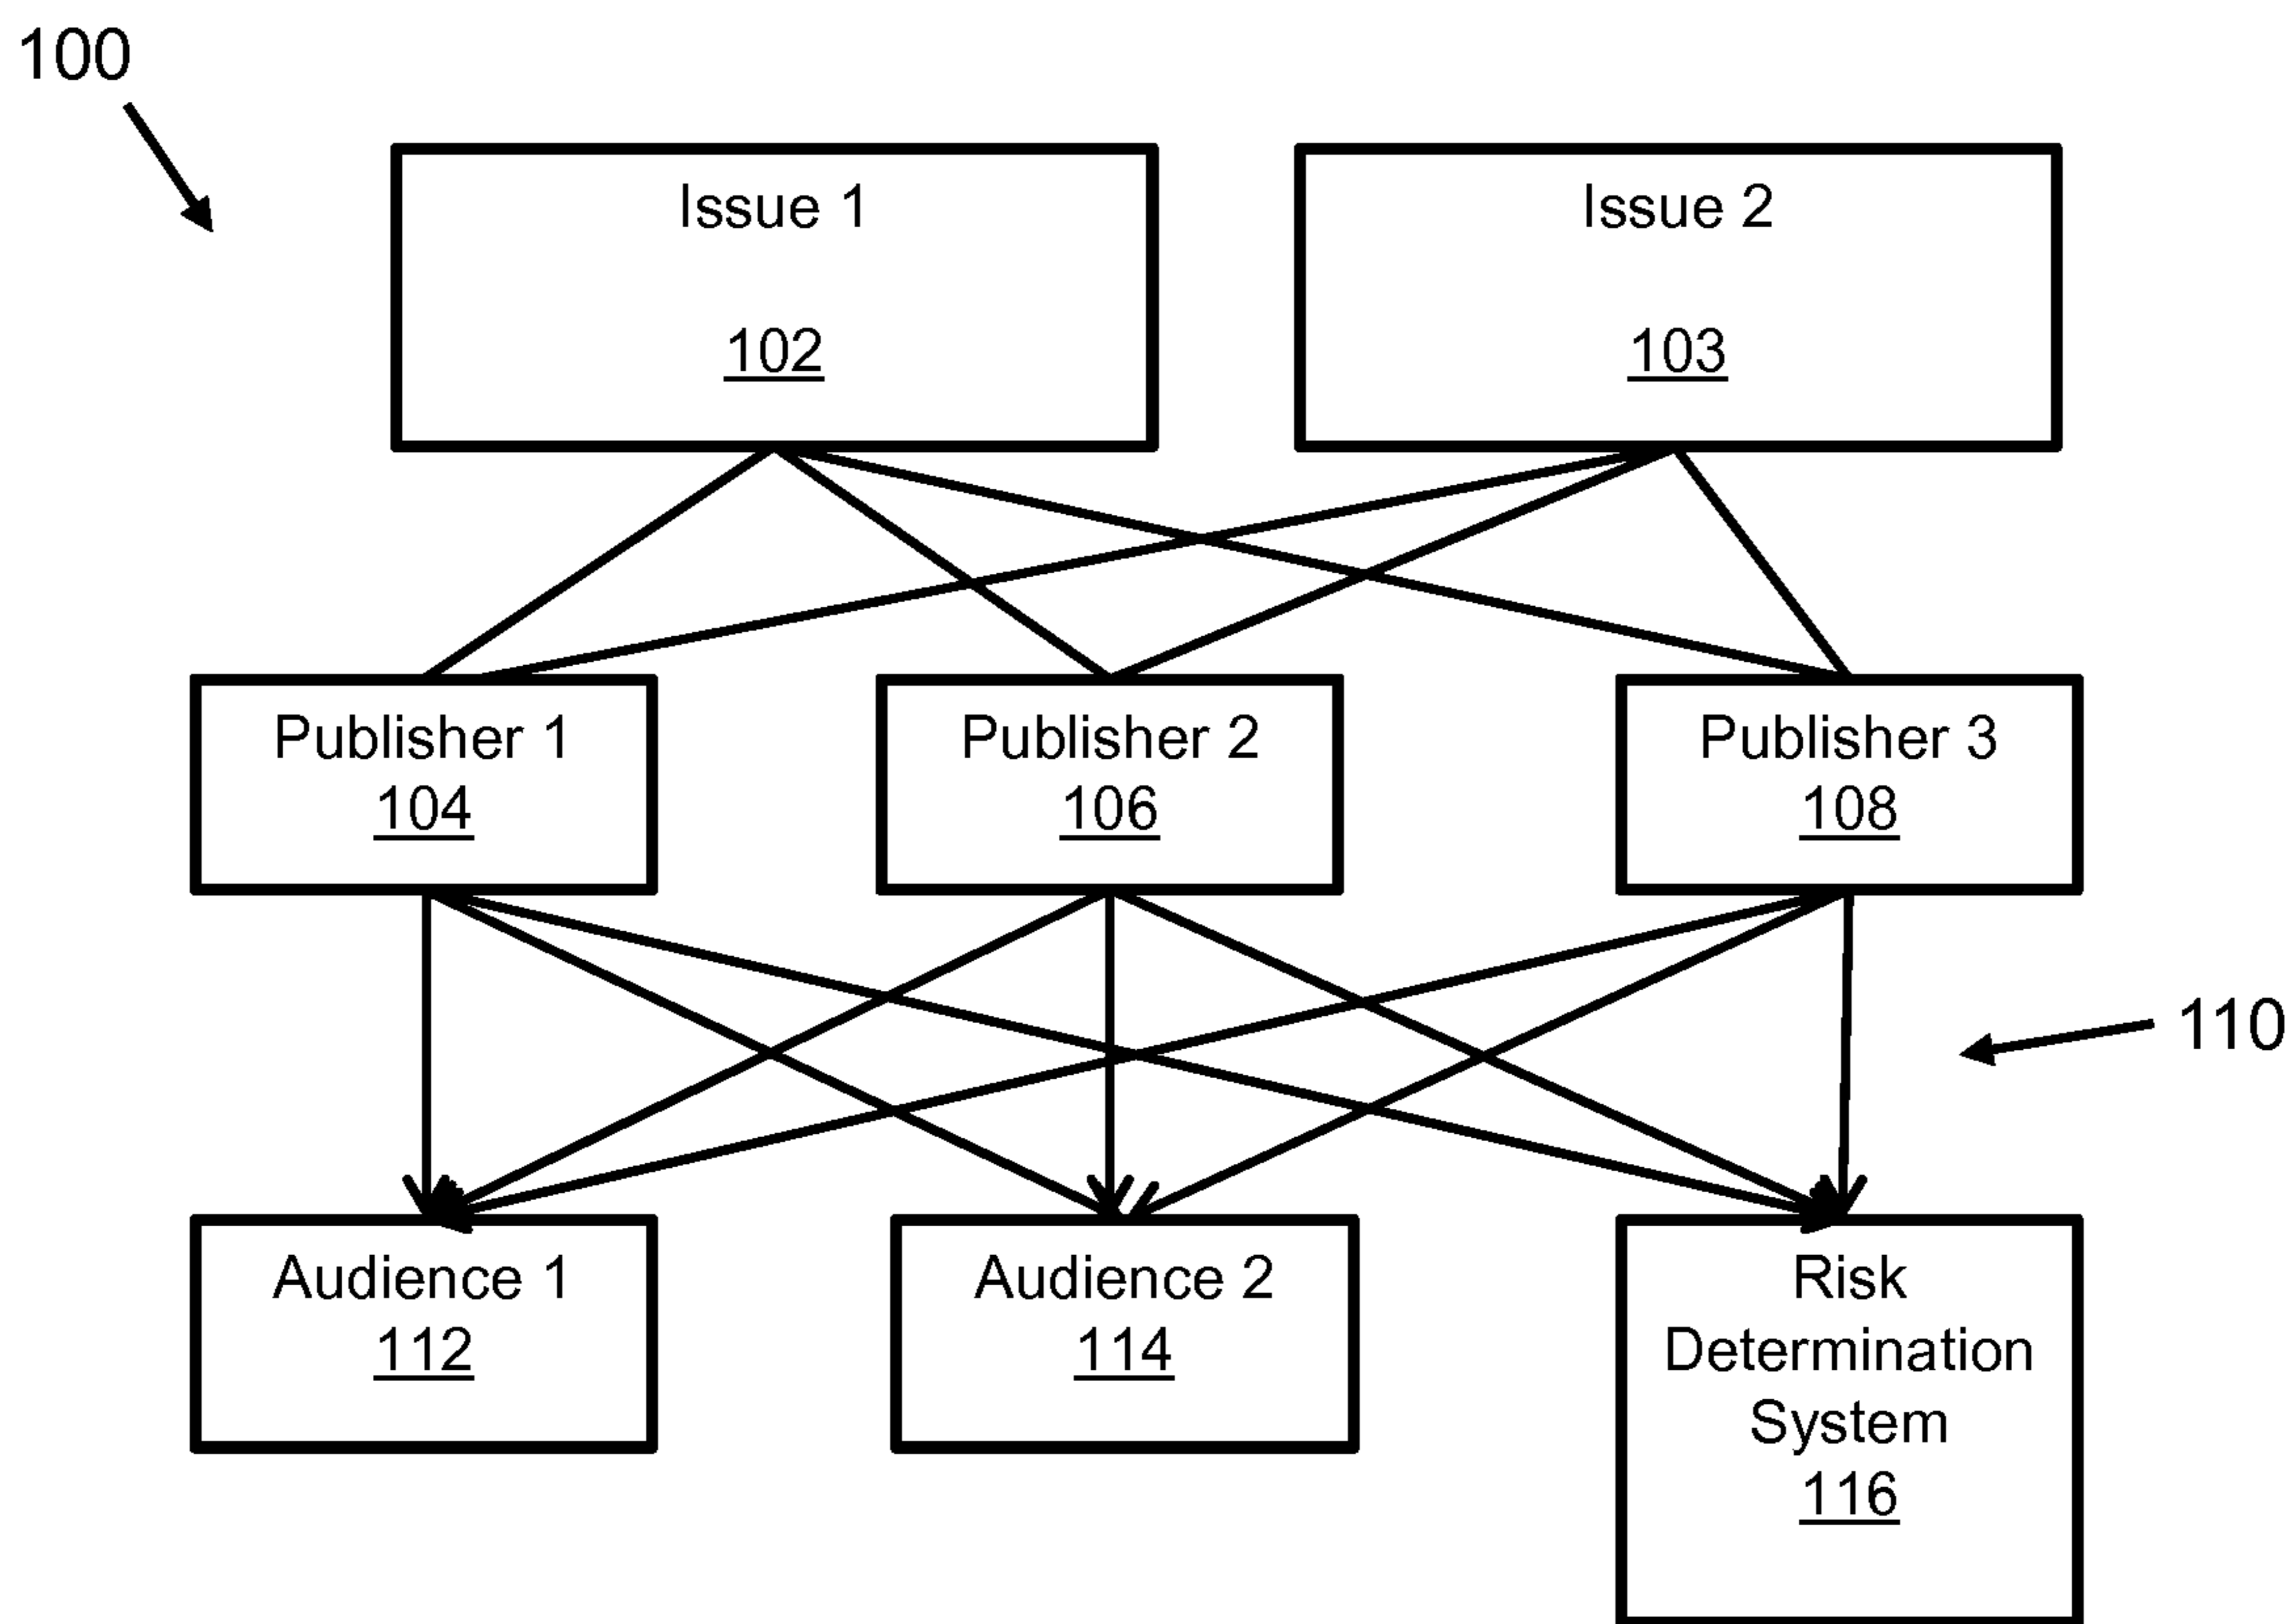 100
Issue 1
102
Issue 2
103
Publisher 1
104
Publisher 2
106
Publisher 3
108
110
Audience 1
112
Audience 2
114
Risk
Determination
System
116